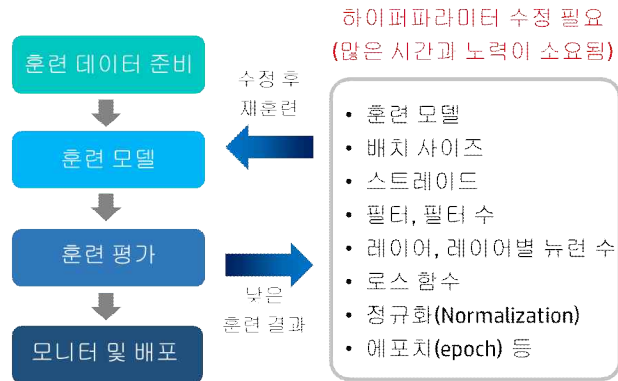 하이퍼파라미터 수정 필요
(많은 시간과 노력이 소요됨)
훈련 데이터 준비
수정 후
재훈련
훈련 모델
훈련 평가
낮은
훈련 결과
모니터 및 배포
• 훈련 모델
• 배치 사이즈
• 스트레이드
• 필터, 필터 수
• 레이어, 레이어별 뉴런 수
• 로스 함수
• 정규화(Normalization)
• 에포치(epoch) 등